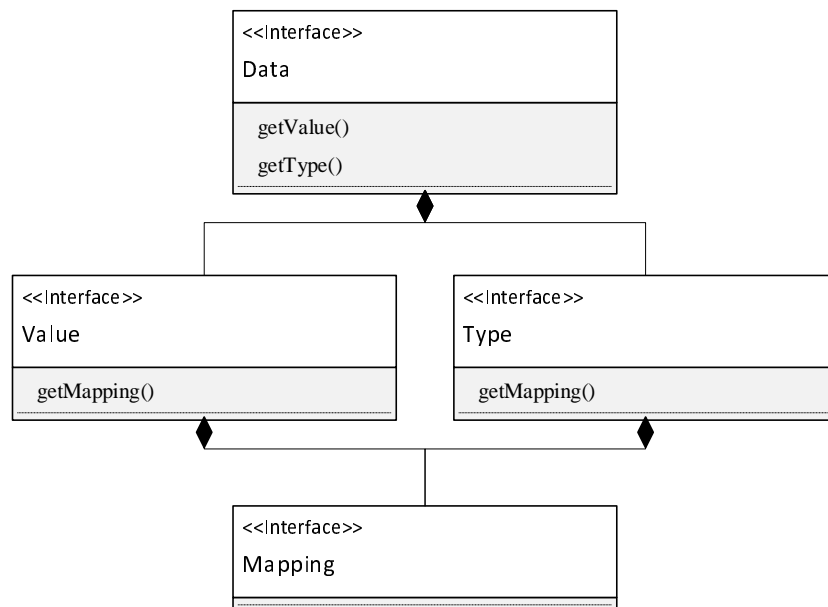 <<Interface>>
Data
getValue()
getType()
<<Interface>>
Value
getMapping()
<<Interface>>
Type
getMapping()
<<Interface>>
Mapping